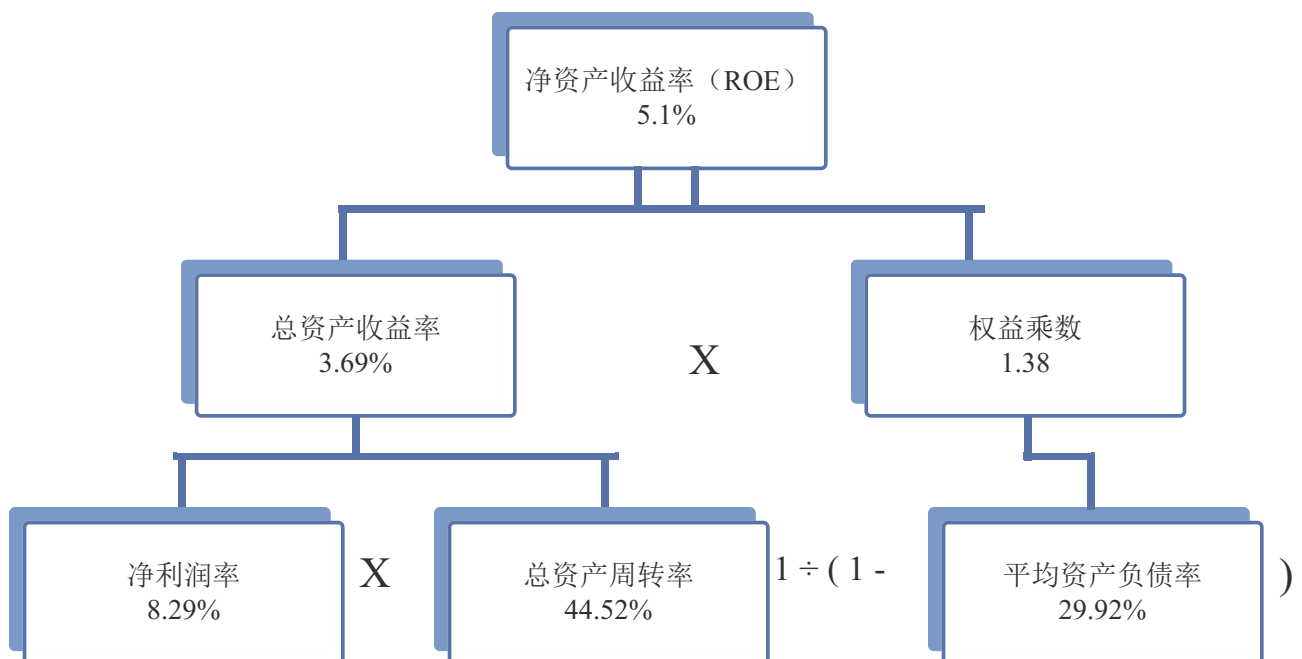 净资产收益率（ROE）
5.1%
总资产收益率
3.69%
X
权益乘数
1.38
净利润率
8.29%
X
总资产周转率
44.52%
1 ÷ ( 1 -
平均资产负债率
29.92%
)